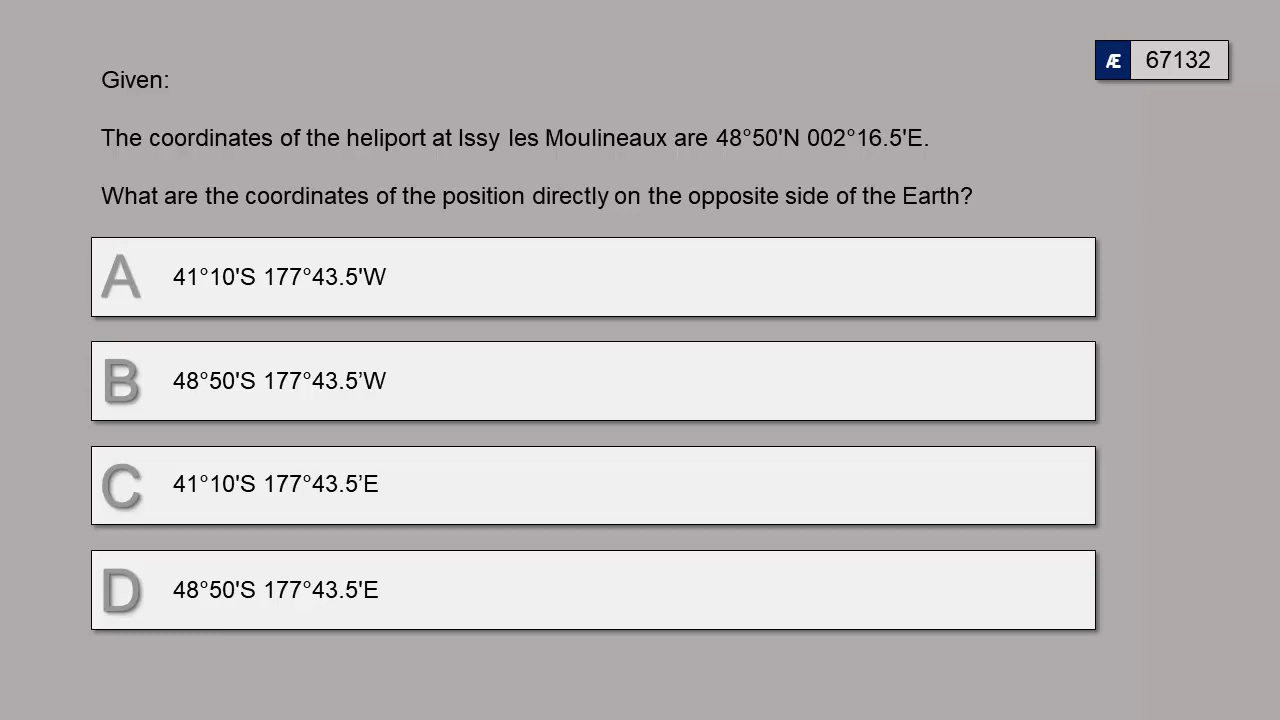 Æ 67132
Given:
The coordinates of the heliport at Issy les Moulineaux are 48°50'N 002°16.5'E.
What are the coordinates of the position directly on the opposite side of the Earth?
A 41°10'S 177°43.5'W
B 48°50'S 177°43.5’W
C 41°10'S 177°43.5’E
D 48°50'S 177°43.5'E